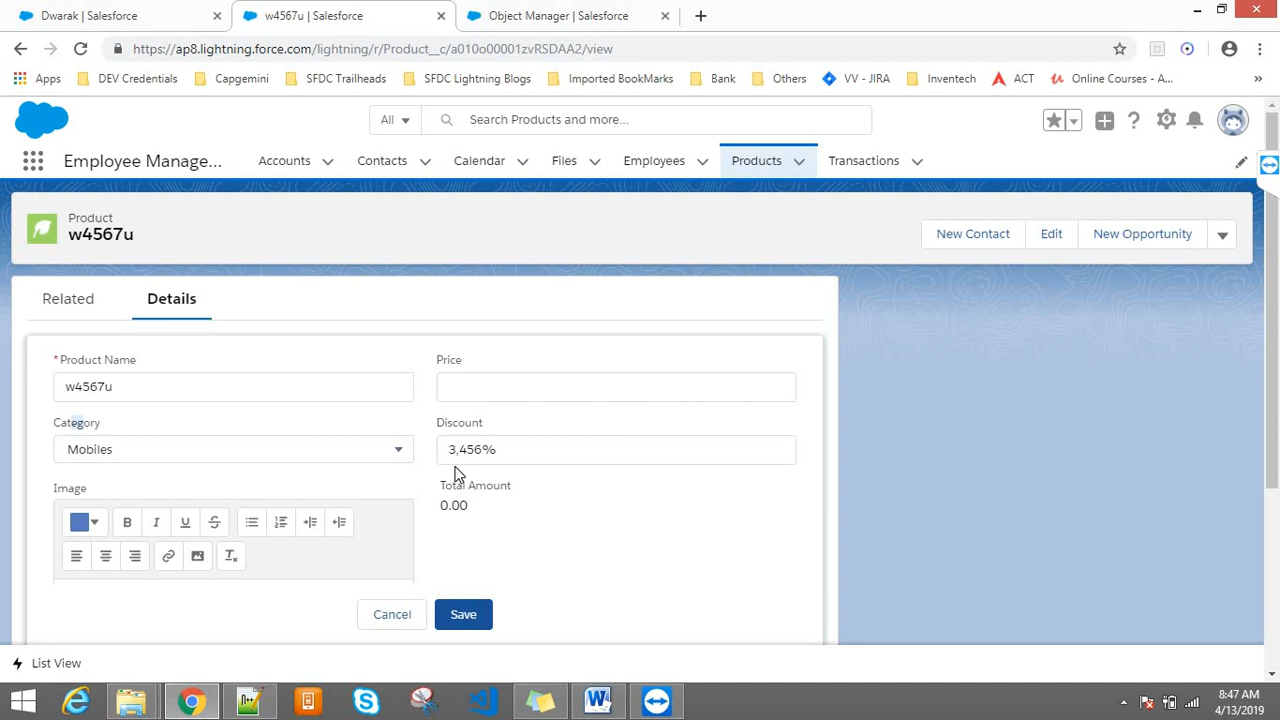 Dwarak | Salesforce
w4567u | Salesforce
Object Manager | Salesforce
https://ap8.lightning.force.com/lightning/r/Product__c/a010o00001zvRSDAA2/view
Apps
DEV Credentials
Capgemini
SFDC Trailheads
SFDC Lightning Blogs
Imported BookMarks
Bank
Others
VV - JIRA
Inventech
ACT
Online Courses - A...
All
Search Products and more...
Employee Manage...
Accounts
Contacts
Calendar
Files
Employees
Products
Transactions
Product
w4567u
New Contact
Edit
New Opportunity
Related
Details
*Product Name
w4567u
Price
Category
Mobiles
Discount
3,456%
Image
Total Amount
0.00
B
I
U
S
Cancel
Save
List View
8:47 AM
4/13/2019